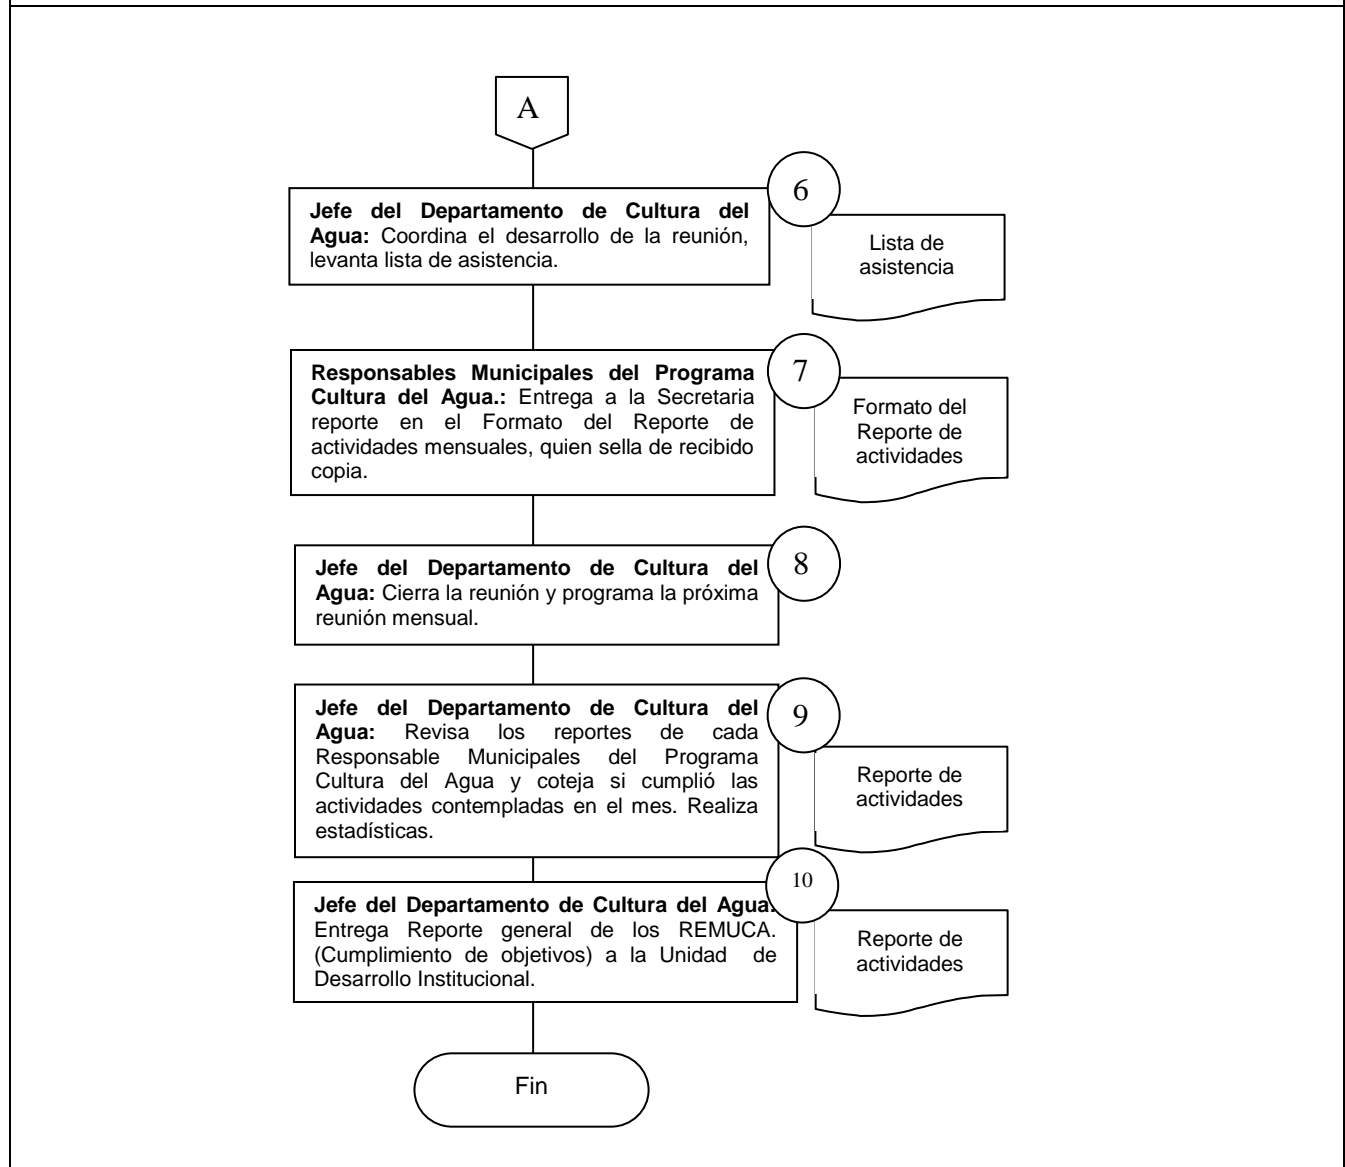 A
6
Jefe del Departamento de Cultura del
Agua: Coordina el desarrollo de la reunión,
levanta lista de asistencia.
Lista de
asistencia
7
Responsables Municipales del Programa
Cultura del Agua.: Entrega a la Secretaria
reporte en el Formato del Reporte de
actividades mensuales, quien sella de recibido
copia.
Formato del
Reporte de
actividades
8
Jefe del Departamento de Cultura del
Agua: Cierra la reunión y programa la próxima
reunión mensual.
9
Jefe del Departamento de Cultura del
Agua: Revisa los reportes de cada
Responsable Municipales del Programa
Cultura del Agua y coteja si cumplió las
actividades contempladas en el mes. Realiza
estadísticas.
Reporte de
actividades
10
Jefe del Departamento de Cultura del Agua:
Entrega Reporte general de los REMUCA.
(Cumplimiento de objetivos) a la Unidad de
Desarrollo Institucional.
Reporte de
actividades
Fin